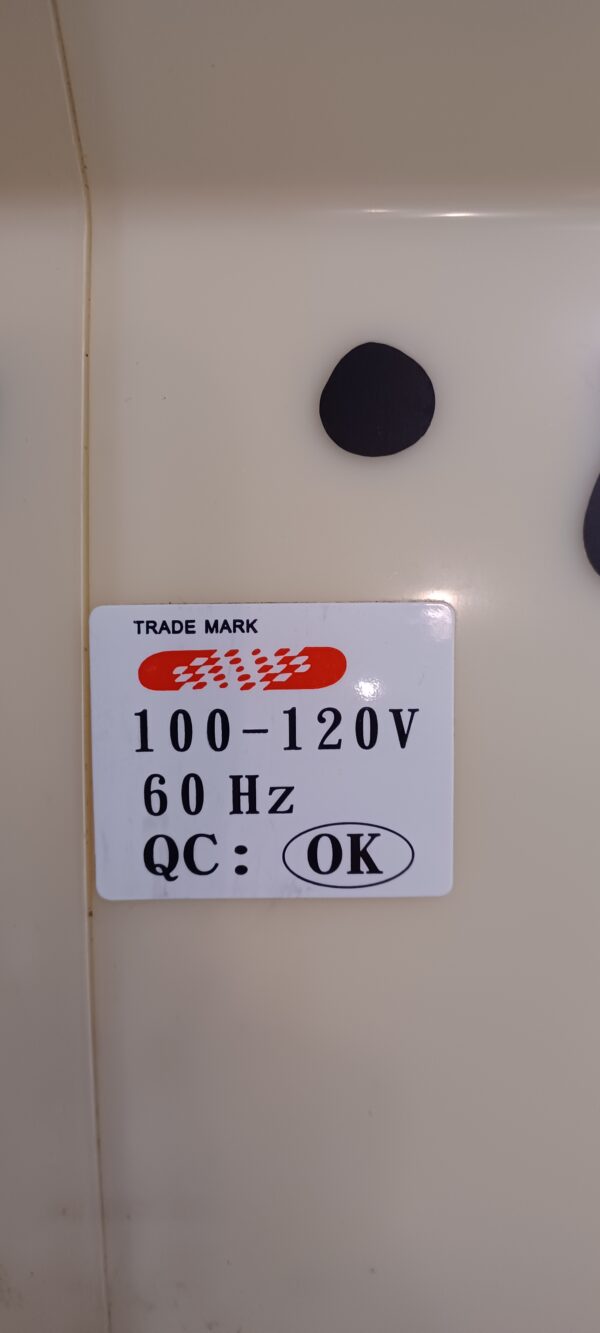 TRADE MARK
100-120V
60 Hz
QC: OK